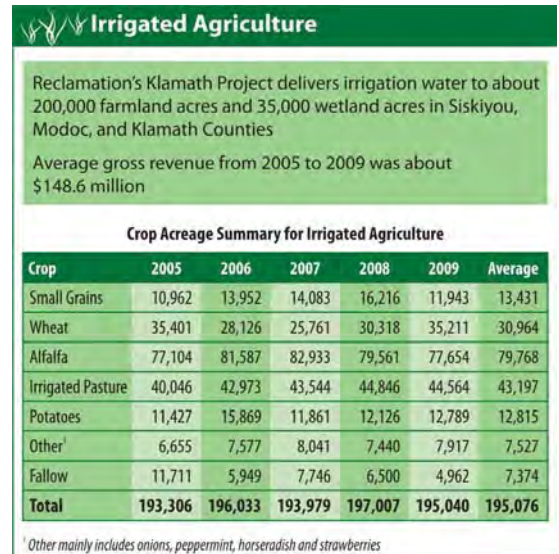 Irrigated Agriculture
Reclamation's Klamath Project delivers irrigation water to about
200,000 farmland acres and 35,000 wetland acres in Siskiyou,
Modoc, and Klamath Counties
Average gross revenue from 2005 to 2009 was about
$148.6 million
Crop Acreage Summary for Irrigated Agriculture
Crop 2005 2006 2007 2008 2009 Average
Small Grains 10,962 13,952 14,083 16,216 11,943 13,431
Wheat 35,401 28,126 25,761 30,318 35,211 30,964
Alfalfa 77,104 81,587 82,933 79,561 77,654 79,768
Irrigated Pasture 40,046 42,973 43,544 44,846 44,564 43,197
Potatoes 11,427 15,869 11,861 12,126 12,789 12,815
Other¹ 6,655 7,577 8,041 7,440 7,917 7,527
Fallow 11,711 5,949 7,746 6,500 4,962 7,374
Total 193,306 196,033 193,979 197,007 195,040 195,076
¹ Other mainly includes onions, peppermint, horseradish and strawberries